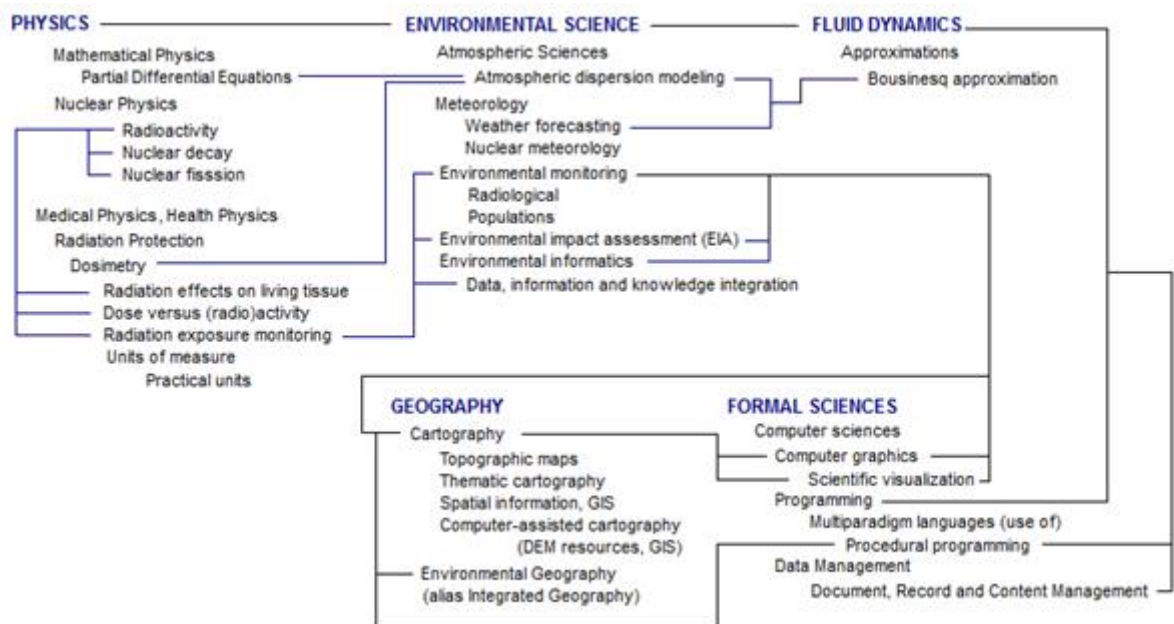 PHYSICS
Mathematical Physics
Partial Differential Equations
Nuclear Physics
Radioactivity
Nuclear decay
Nuclear fisssion
Medical Physics, Health Physics
Radiation Protection
Dosimetry
Radiation effects on living tissue
Dose versus (radio)activity
Radiation exposure monitoring
Units of measure
Practical units
ENVIRONMENTAL SCIENCE
Atmospheric Sciences
Atmospheric dispersion modeling
Meteorology
Weather forecasting
Nuclear meteorology
Environmental monitoring
Radiological
Populations
Environmental impact assessment (EIA)
Environmental informatics
Data, information and knowledge integration
FLUID DYNAMICS
Approximations
Bousinesq approximation
GEOGRAPHY
Cartography
Topographic maps
Thematic cartography
Spatial information, GIS
Computer-assisted cartography
(DEM resources, GIS)
Environmental Geography
(alias Integrated Geography)
FORMAL SCIENCES
Computer sciences
Computer graphics
Scientific visualization
Programming
Multiparadigm languages (use of)
Procedural programming
Data Management
Document, Record and Content Management